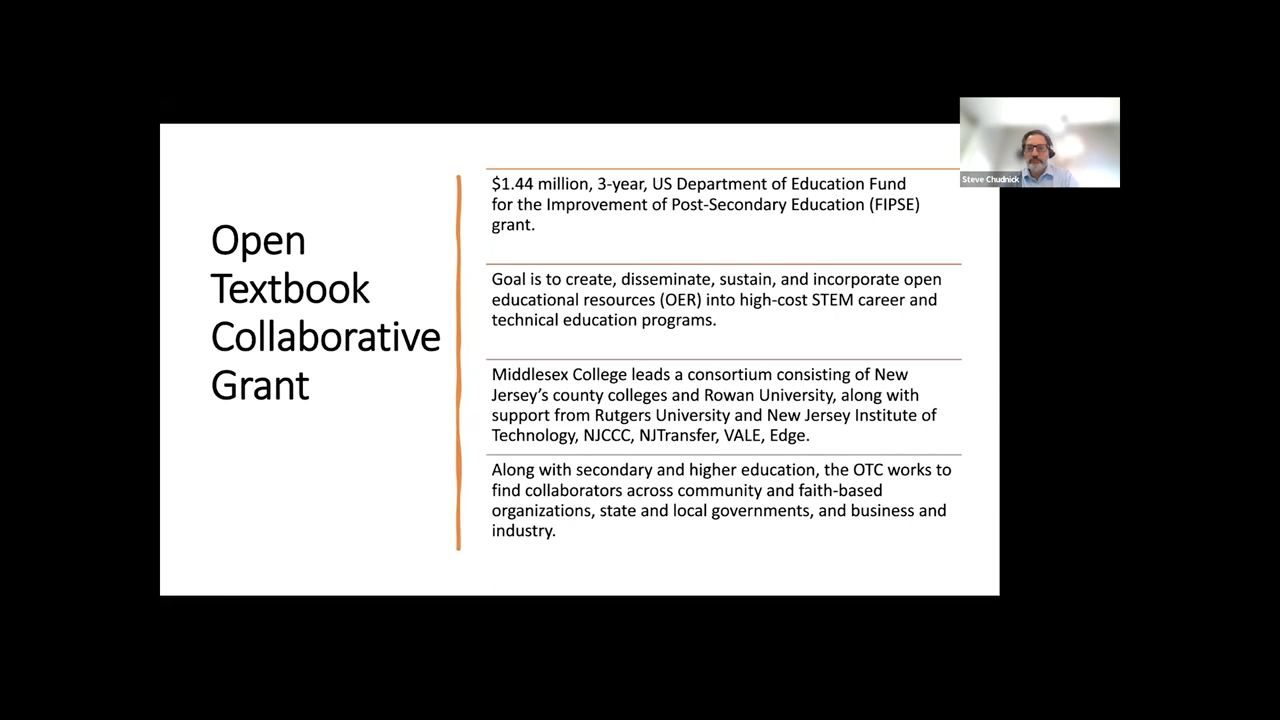 Open
Textbook
Collaborative
Grant
$1.44 million, 3-year, US Department of Education Fund
for the Improvement of Post-Secondary Education (FIPSE)
grant.
Goal is to create, disseminate, sustain, and incorporate open
educational resources (OER) into high-cost STEM career and
technical education programs.
Middlesex College leads a consortium consisting of New
Jersey’s county colleges and Rowan University, along with
support from Rutgers University and New Jersey Institute of
Technology, NJCCC, NJTransfer, VALE, Edge.
Along with secondary and higher education, the OTC works to
find collaborators across community and faith-based
organizations, state and local governments, and business and
industry.
Steve Chudnick